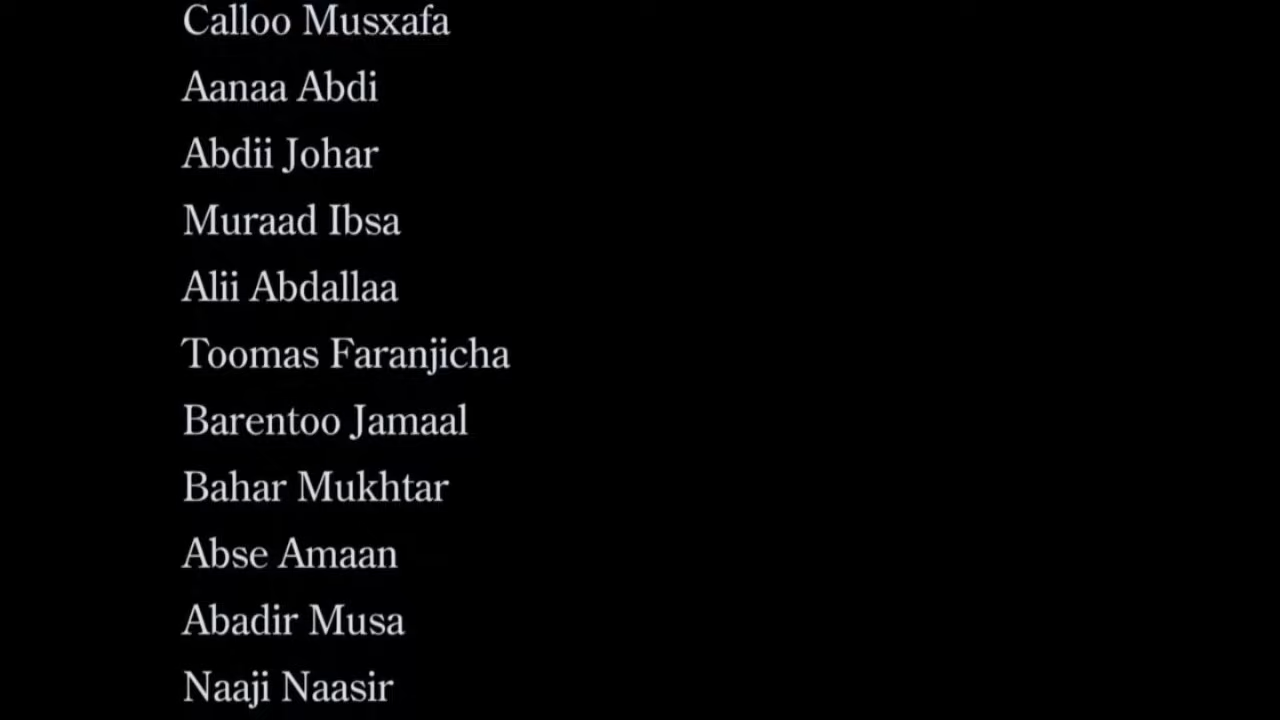 Calloo Musxafa
Aanaa Abdi
Abdii Johar
Muraad Ibsa
Alii Abdallaa
Toomas Faranjicha
Barentoo Jamaal
Bahar Mukhtar
Abse Amaan
Abadir Musa
Naaji Naasir